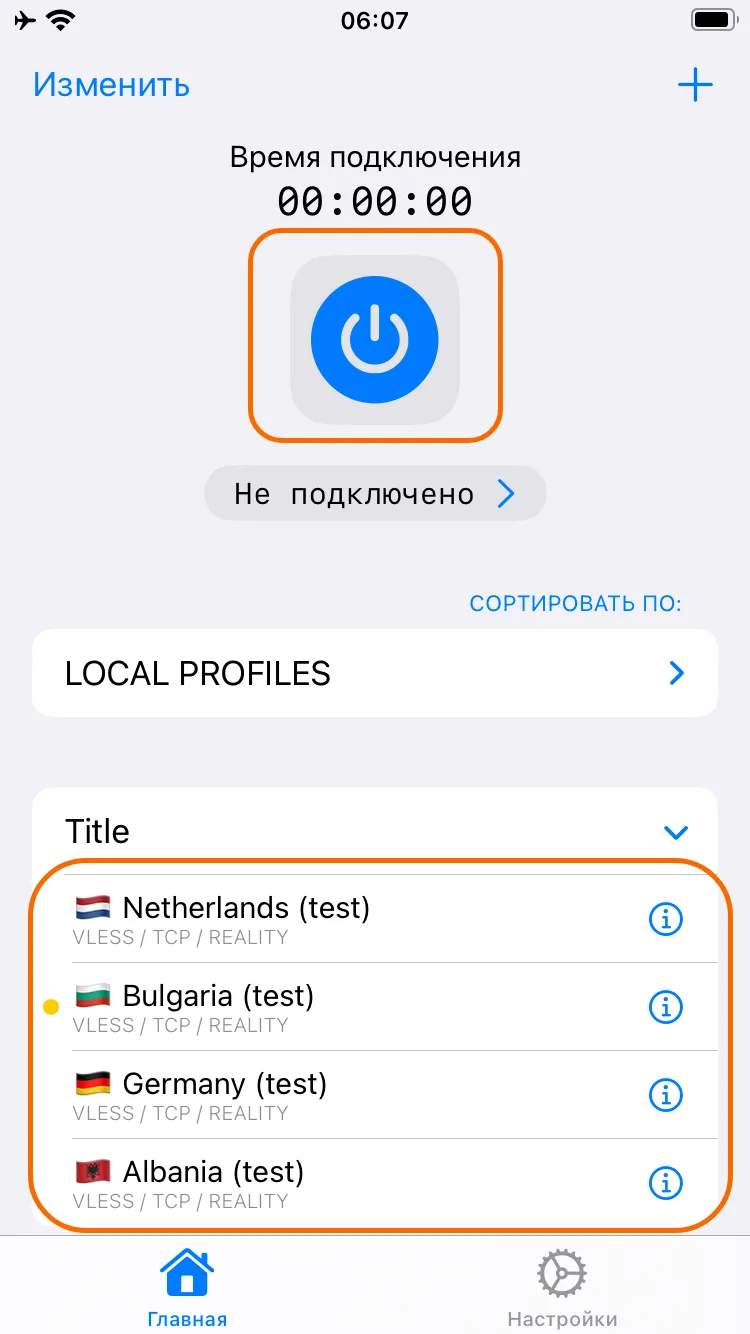 06:07
Изменить
Время подключения
00:00:00
Не подключено
СОРТИРОВАТЬ ПО:
LOCAL PROFILES
Title
Netherlands (test)
VLESS / TCP / REALITY
Bulgaria (test)
VLESS / TCP / REALITY
Germany (test)
VLESS / TCP / REALITY
Albania (test)
VLESS / TCP / REALITY
Главная
Настройки